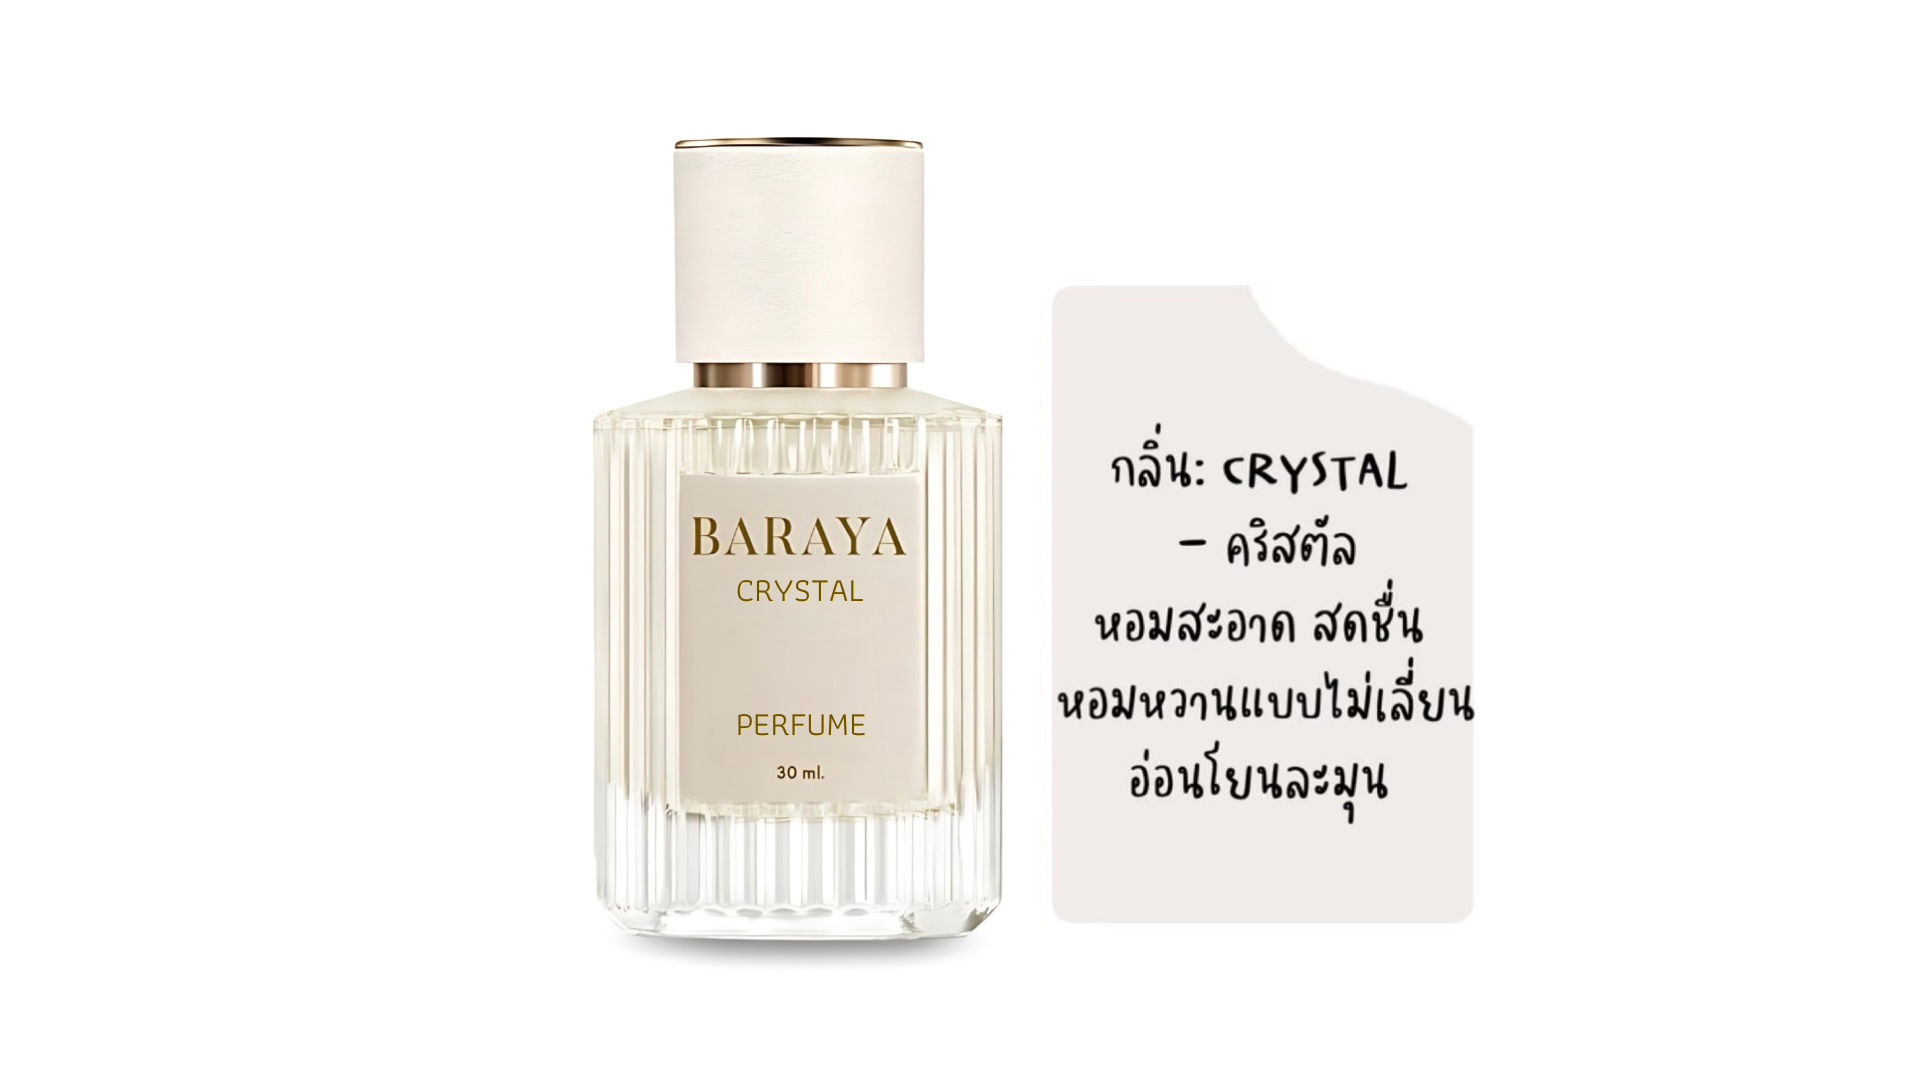 BARAYA
CRYSTAL
PERFUME
30 ml.
กลิ่น: CRYSTAL
- คริสตัล
หอมสะอาด สดชื่น
หอมหวานแบบไม่เลี่ยน
อ่อนโยนละมุน